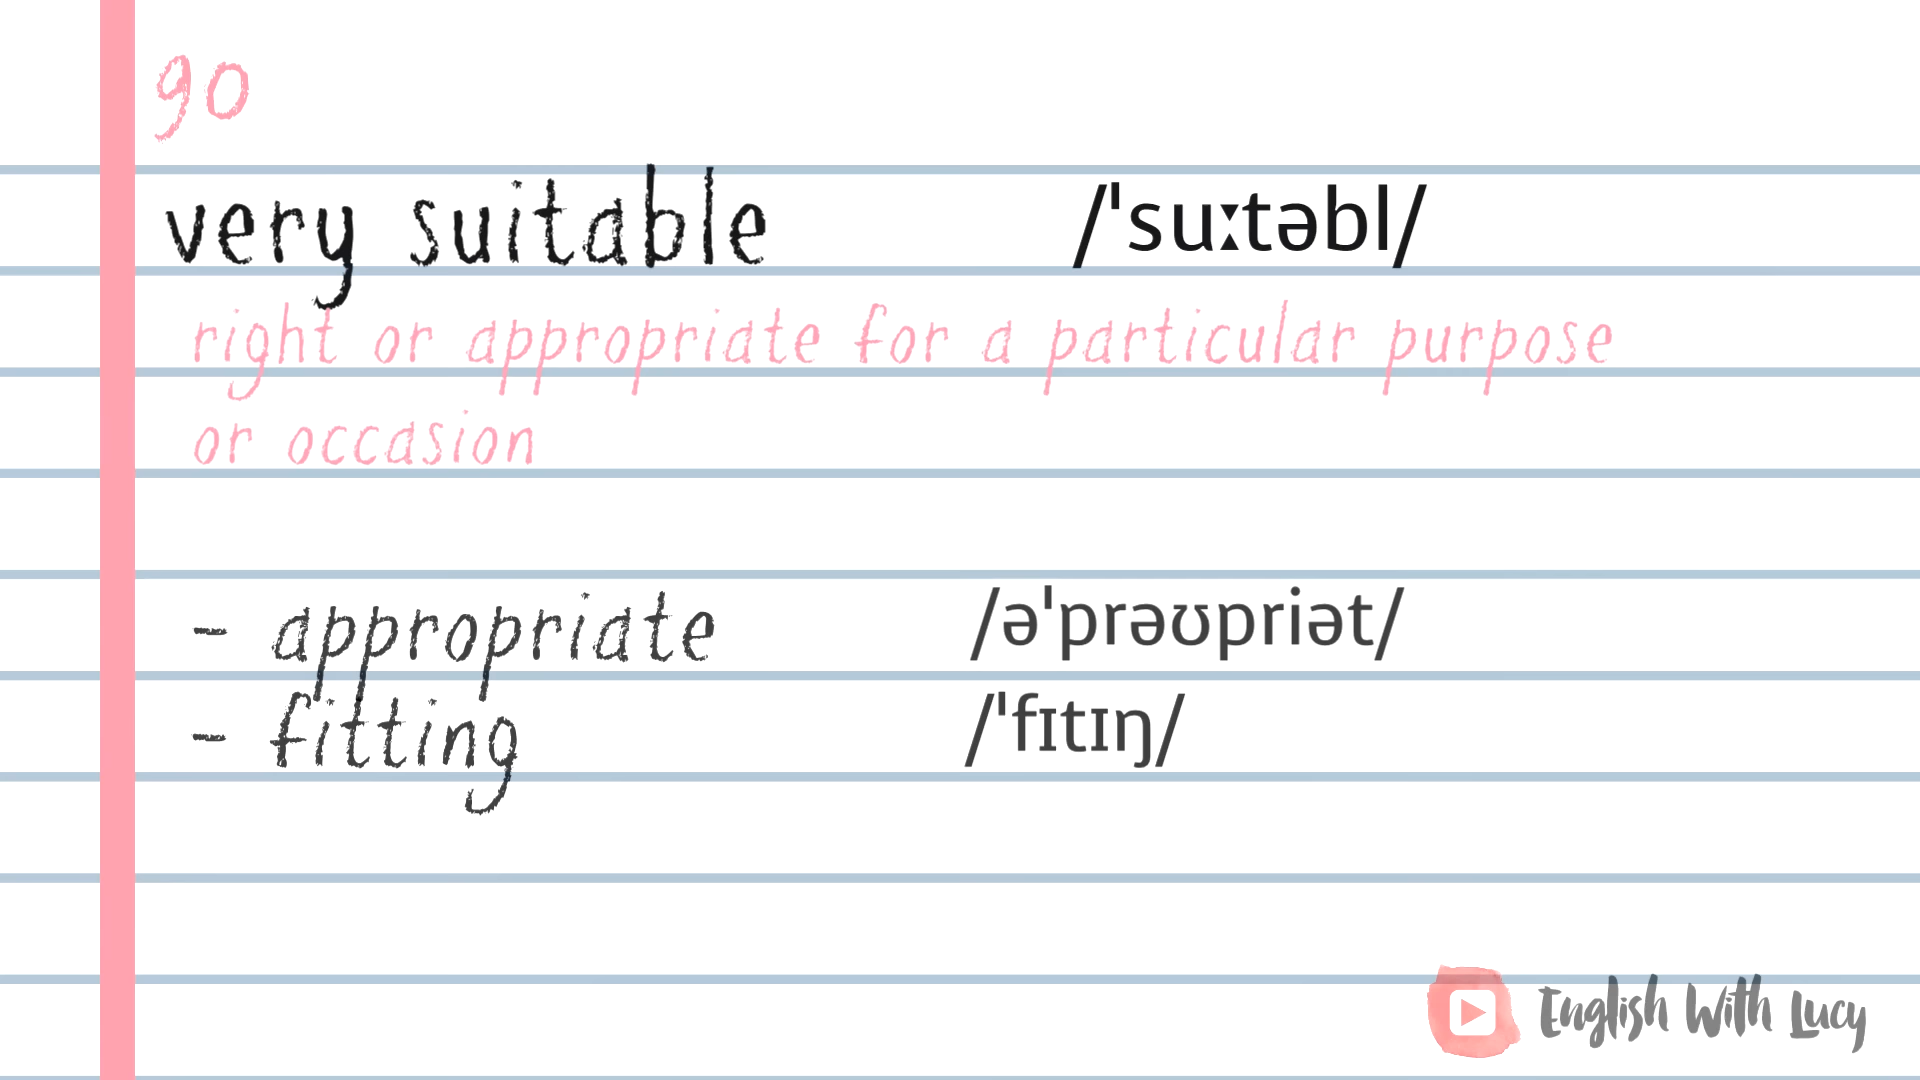 90
very suitable /ˈsuːtəbl/
right or appropriate for a particular purpose
or occasion
- appropriate /əˈprəʊpriət/
- fitting /ˈfɪtɪŋ/
English With Lucy